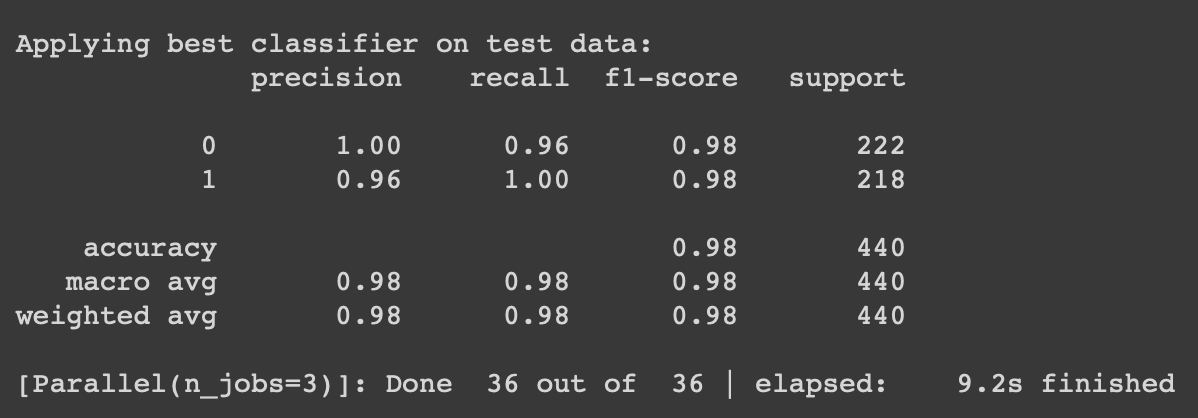 Applying best classifier on test data:
precision recall f1-score support
0 1.00 0.96 0.98 222
1 0.96 1.00 0.98 218
accuracy 0.98 440
macro avg 0.98 0.98 0.98 440
weighted avg 0.98 0.98 0.98 440
[Parallel(n_jobs=3)]: Done 36 out of 36 | elapsed: 9.2s finished